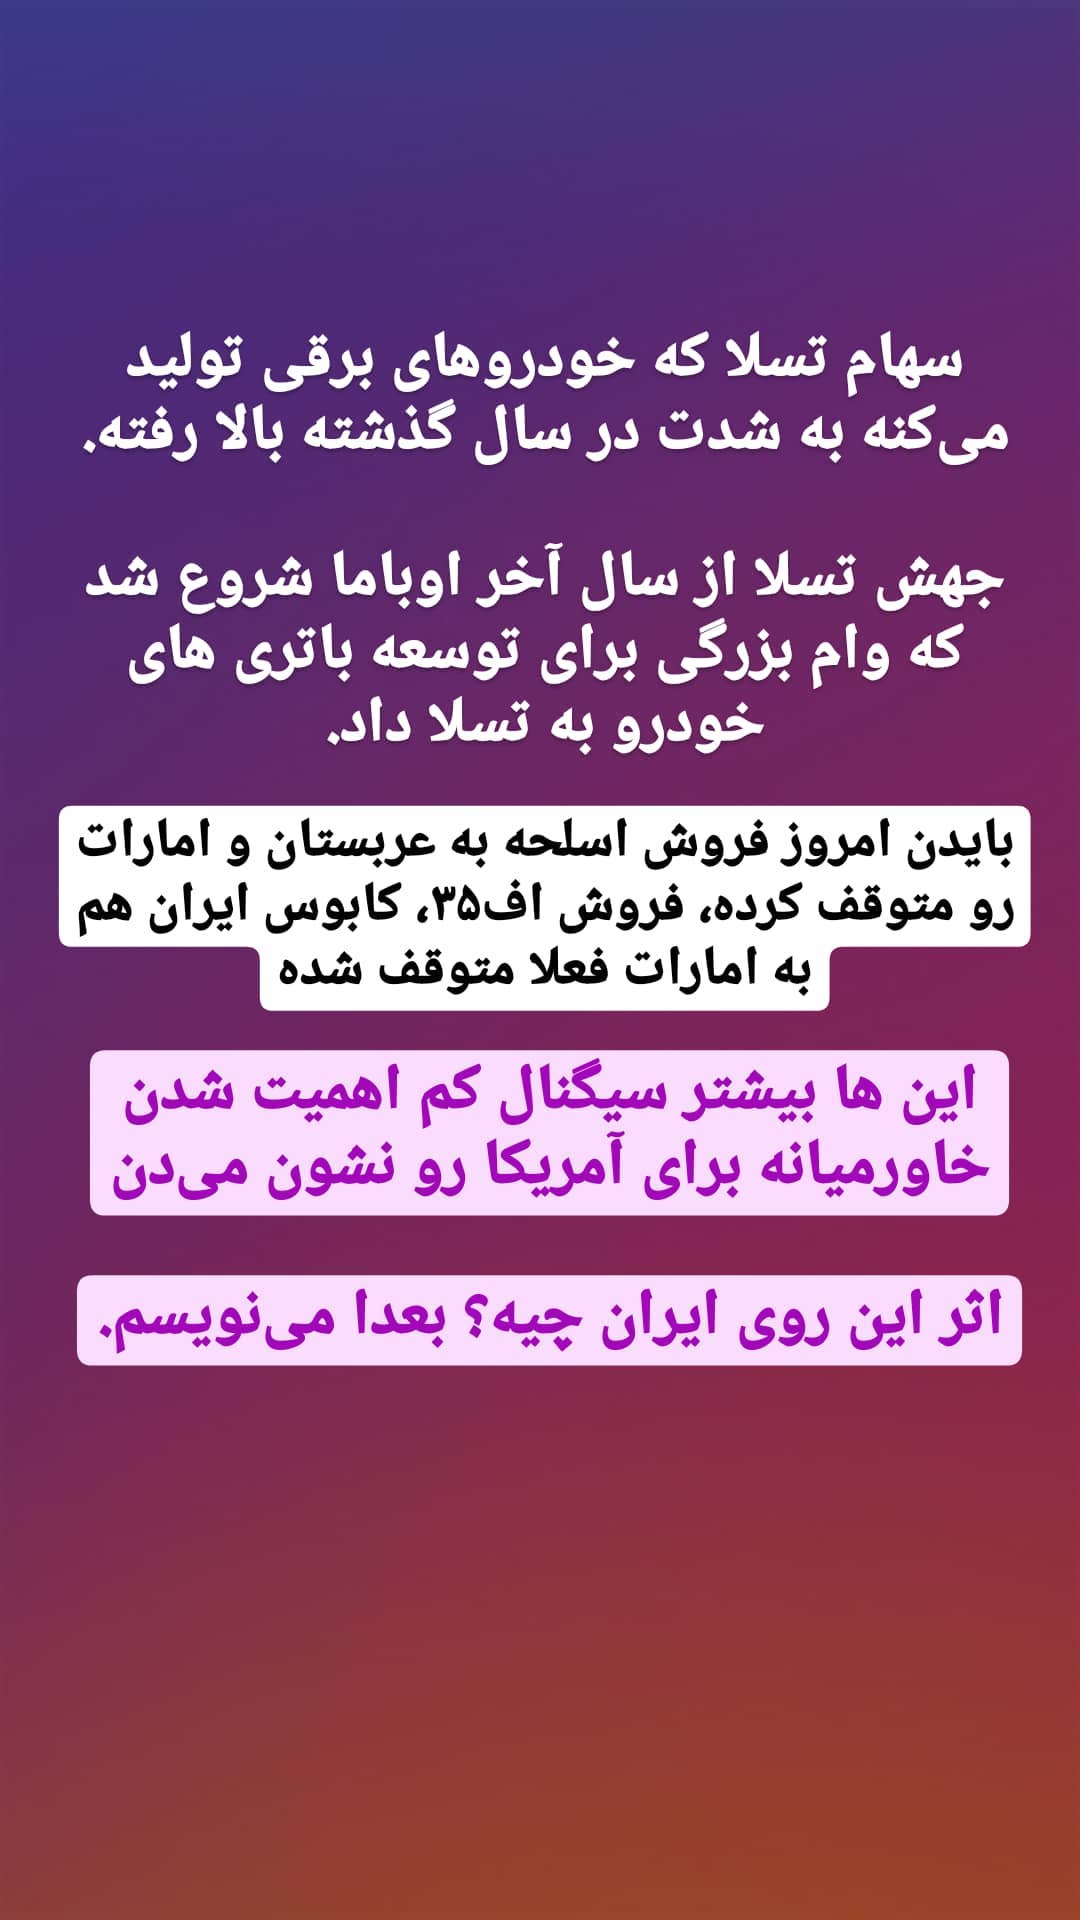 سهام تسلا که خودروهای برقی تولید
می‌کنه به شدت در سال گذشته بالا رفته.
جهش تسلا از سال آخر اوباما شروع شد
که وام بزرگی برای توسعه باتری های
خودرو به تسلا داد.
بایدن امروز فروش اسلحه به عربستان و امارات
رو متوقف کرده، فروش اف۳۵، کابوس ایران هم
به امارات فعلا متوقف شده
این ها بیشتر سیگنال کم اهمیت شدن
خاورمیانه برای آمریکا رو نشون می‌دن
اثر این روی ایران چیه؟ بعدا می‌نویسم.